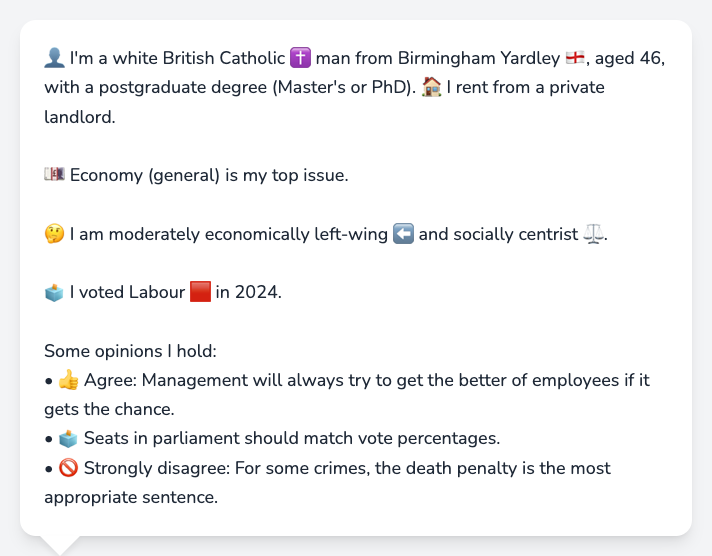 👤 I'm a white British Catholic ✝️ man from Birmingham Yardley 🏴󠁧󠁢󠁥󠁮󠁧󠁿, aged 46,
with a postgraduate degree (Master's or PhD). 🏠 I rent from a private
landlord.
💷 Economy (general) is my top issue.
🤔 I am moderately economically left-wing ⬅️ and socially centrist ⚖️.
🗳️ I voted Labour 🟥 in 2024.
Some opinions I hold:
• 👍 Agree: Management will always try to get the better of employees if it
gets the chance.
• 🗳️ Seats in parliament should match vote percentages.
• 🚫 Strongly disagree: For some crimes, the death penalty is the most
appropriate sentence.